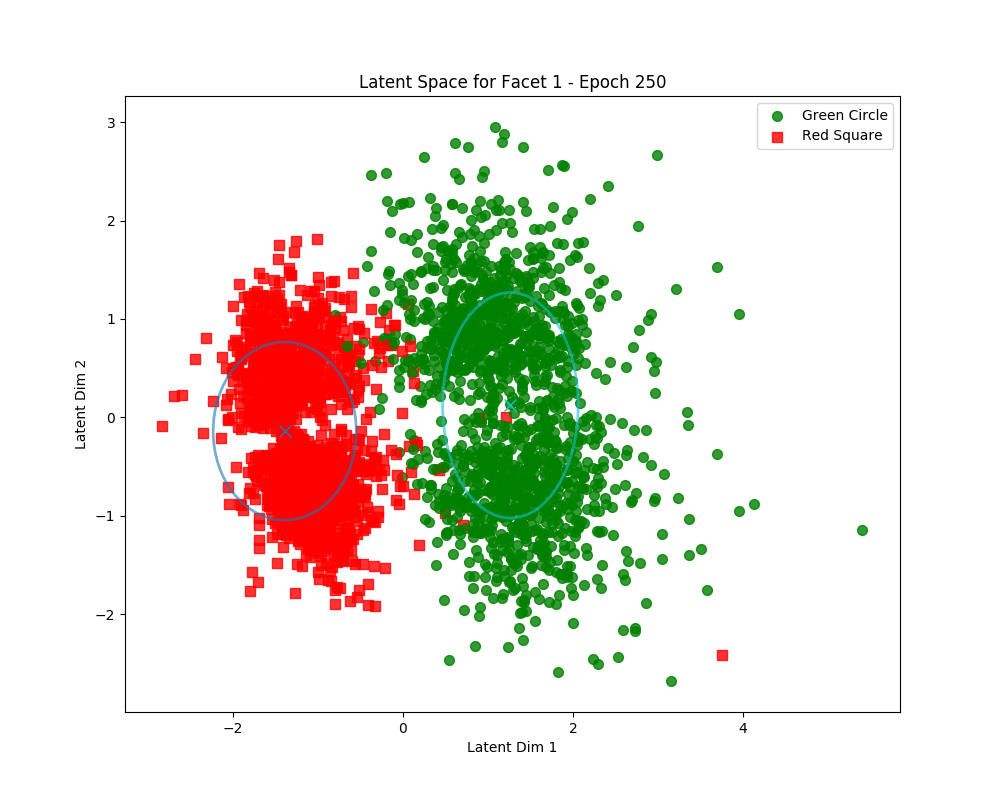 Latent Space for Facet 1 - Epoch 250
Green Circle
Red Square
3
2
1
0
−1
−2
Latent Dim 2
−2
0
2
4
Latent Dim 1